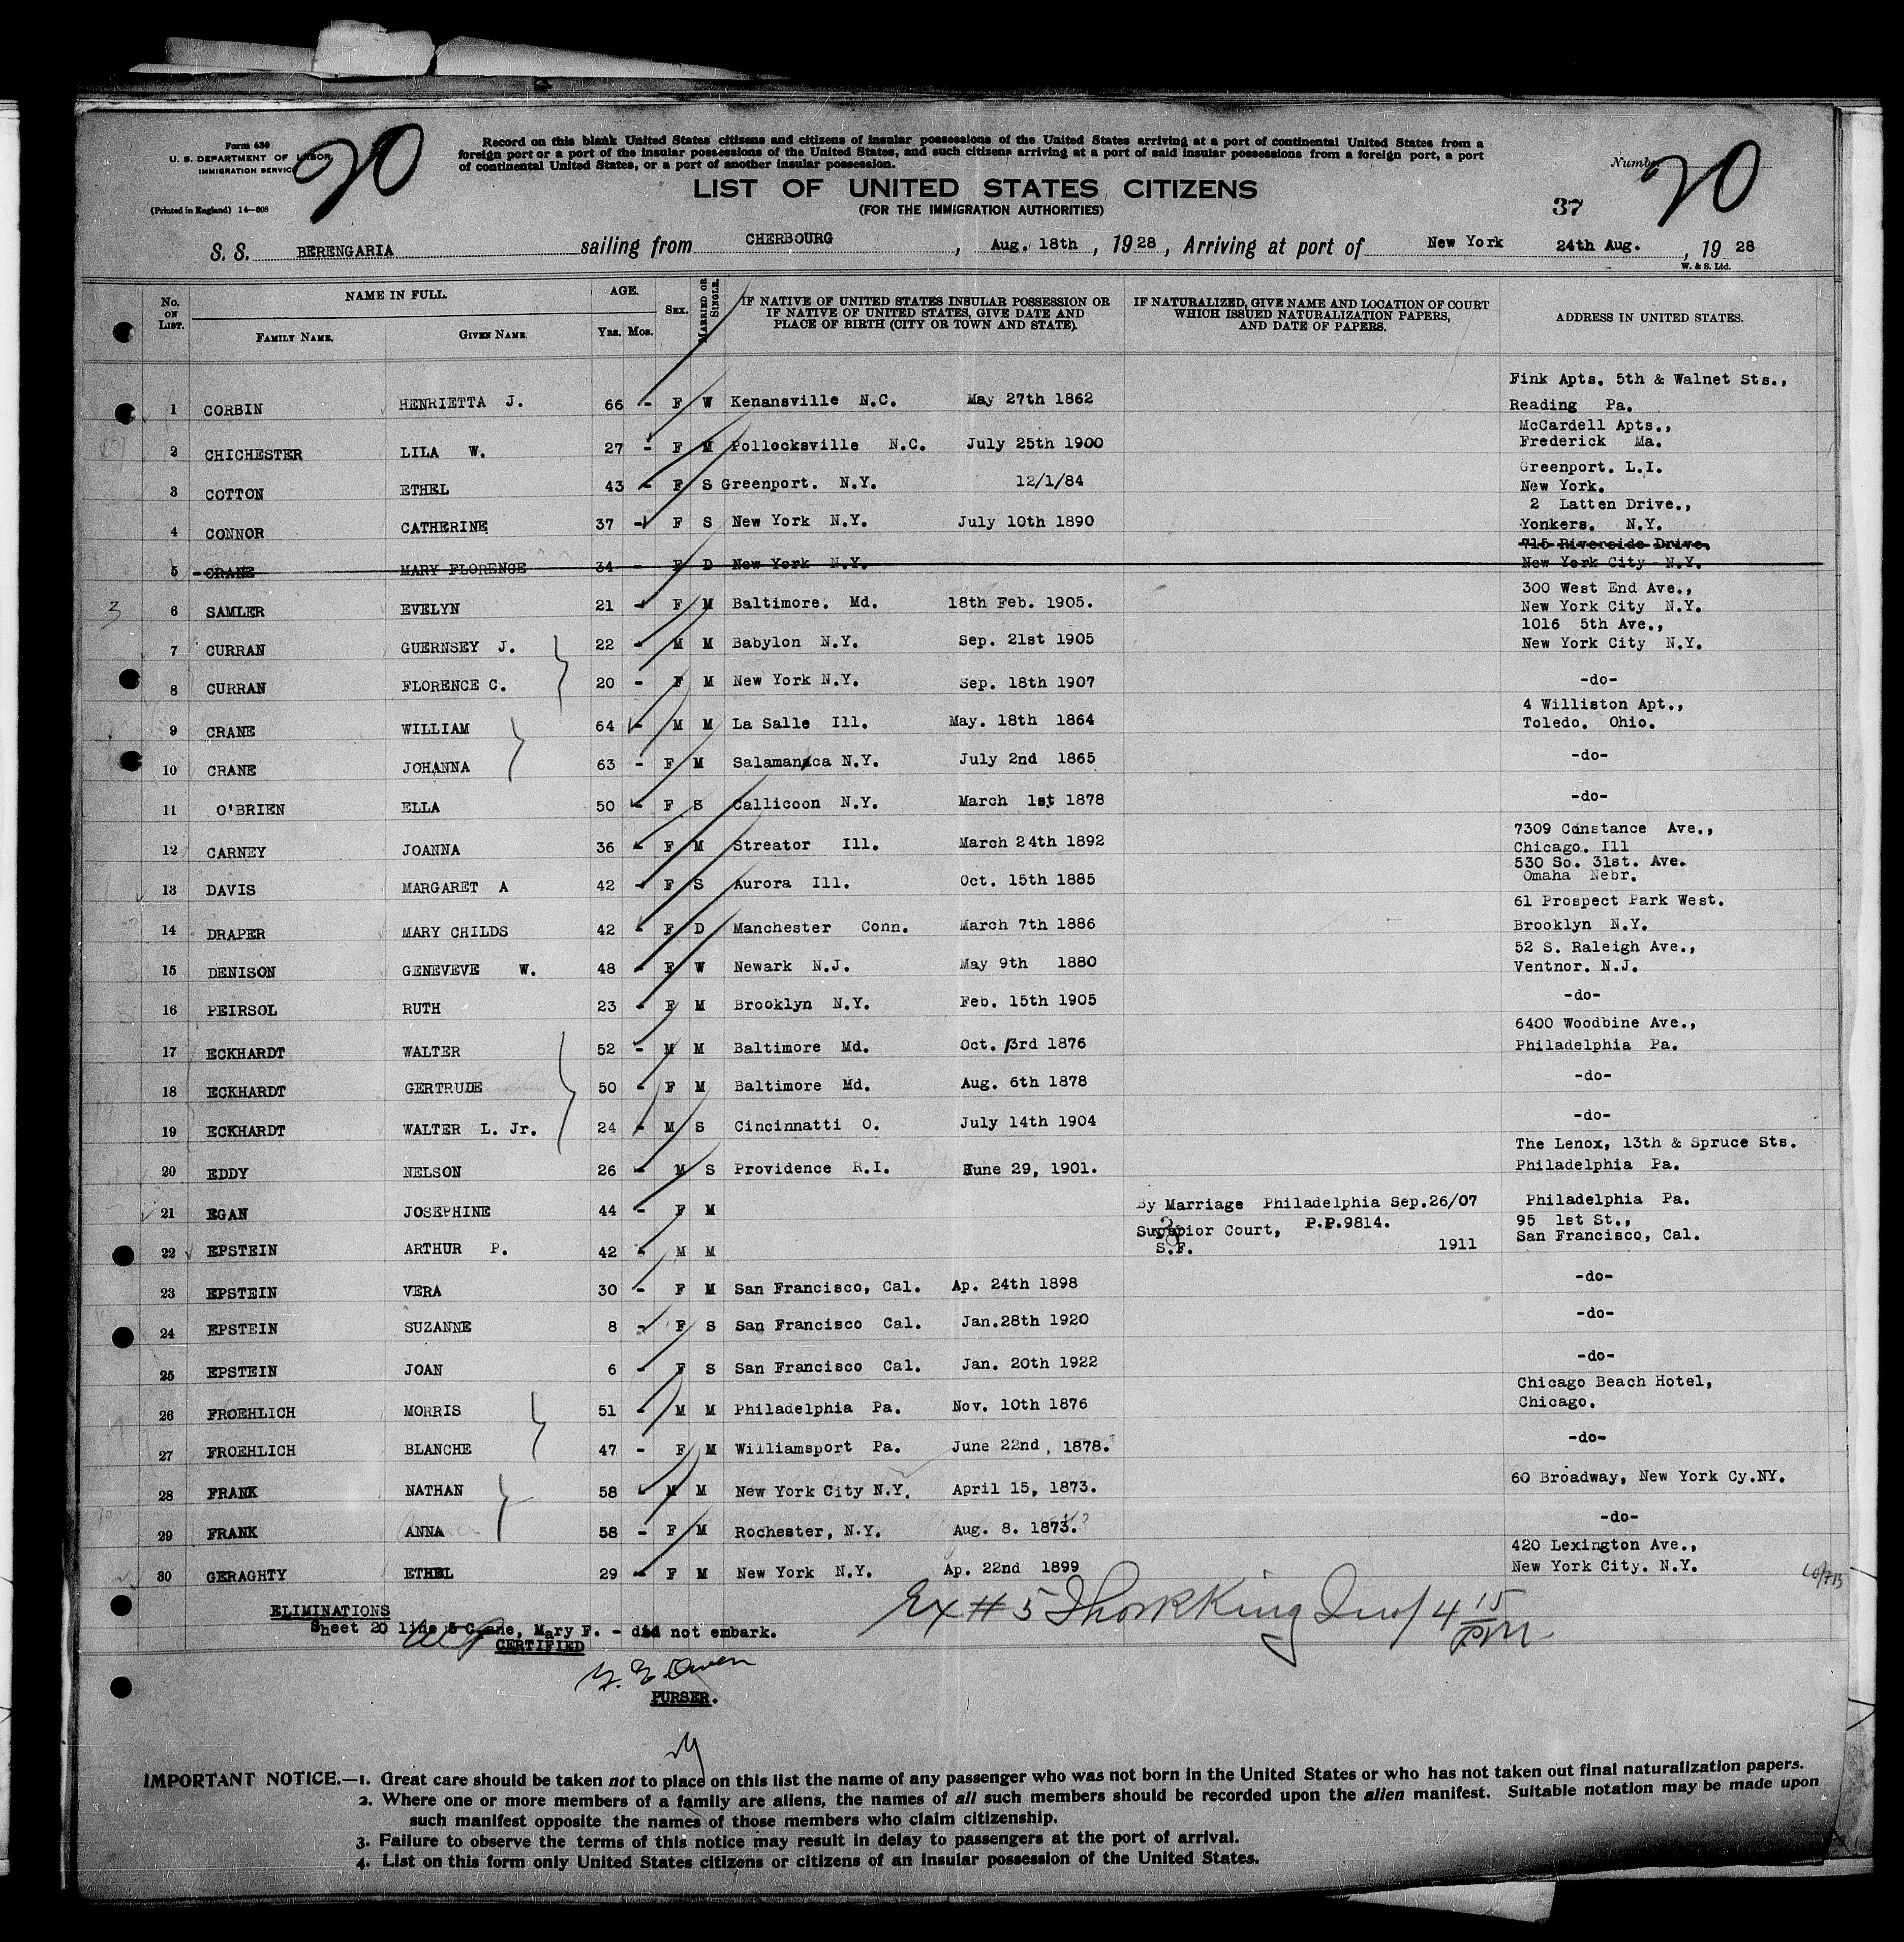 Form 630
U. S. DEPARTMENT OF LABOR
IMMIGRATION SERVICE
(Printed in England) 14—608
20
Record on this blank United States citizens and citizens of insular possessions of the United States arriving at a port of continental United States from a
foreign port or a port of the insular possessions of the United States, and such citizens arriving at a port of said insular possessions from a foreign port, a port
of continental United States, or a port of another insular possession.
Number 20
LIST OF UNITED STATES CITIZENS
(FOR THE IMMIGRATION AUTHORITIES)
37
S. S. BERENGARIA sailing from CHERBOURG, Aug. 18th, 1928, Arriving at port of New York 24th Aug., 19 28
W. & S. Ltd.
No. ON LIST. NAME IN FULL. FAMILY NAME. GIVEN NAME. AGE. YRS. MOS. SEX. MARRIED OR SINGLE. IF NATIVE OF UNITED STATES INSULAR POSSESSION OR IF NATIVE OF UNITED STATES, GIVE DATE AND PLACE OF BIRTH (CITY OR TOWN AND STATE). IF NATURALIZED, GIVE NAME AND LOCATION OF COURT WHICH ISSUED NATURALIZATION PAPERS, AND DATE OF PAPERS. ADDRESS IN UNITED STATES.
Fink Apts. 5th & Walnet Sts.,
1 CORBIN HENRIETTA J. 66 - F W Kenansville N.C. May 27th 1862 Reading Pa.
McCardell Apts.,
2 CHICHESTER LILA W. 27 - F M Pollocksville N.C. July 25th 1900 Frederick Ma.
Greenport. L.I.
3 COTTON ETHEL 43 - F S Greenport. N.Y. 12/1/84 New York.
2 Latten Drive.,
4 CONNOR CATHERINE 37 - F S New York N.Y. July 10th 1890 Yonkers. N.Y.
715 Riverside Drive,
5 CRANE MARY FLORENCE 34 - F D New York N.Y. New York City N.Y.
300 West End Ave.,
6 SAMLER EVELYN 21 - F M Baltimore. Md. 18th Feb. 1905. New York City N.Y.
1016 5th Ave.,
7 CURRAN GUERNSEY J. 22 - M M Babylon N.Y. Sep. 21st 1905 New York City N.Y.
8 CURRAN FLORENCE C. 20 - F M New York N.Y. Sep. 18th 1907 -do-
4 Williston Apt.,
9 CRANE WILLIAM 64 - M M La Salle Ill. May. 18th 1864 Toledo. Ohio.
10 CRANE JOHANNA 63 - F M Salamanca N.Y. July 2nd 1865 -do-
11 O'BRIEN ELLA 50 - F S Callicoon N.Y. March 1st 1878 -do-
7309 Constance Ave.,
12 CARNEY JOANNA 36 - F M Streator Ill. March 24th 1892 Chicago. Ill
530 So. 31st. Ave.
13 DAVIS MARGARET A 42 - F S Aurora Ill. Oct. 15th 1885 Omaha Nebr.
61 Prospect Park West.
14 DRAPER MARY CHILDS 42 - F D Manchester Conn. March 7th 1886 Brooklyn N.Y.
52 S. Raleigh Ave.,
15 DENISON GENEVEVE W. 48 - F W Newark N.J. May 9th 1880 Ventnor. N.J.
16 PEIRSOL RUTH 23 - F M Brooklyn N.Y. Feb. 15th 1905 -do-
6400 Woodbine Ave.,
17 ECKHARDT WALTER 52 - M M Baltimore Md. Oct. 3rd 1876 Philadelphia Pa.
18 ECKHARDT GERTRUDE 50 - F M Baltimore Md. Aug. 6th 1878 -do-
19 ECKHARDT WALTER L. Jr. 24 - M S Cincinnatti O. July 14th 1904 -do-
The Lenox, 13th & Spruce Sts.
20 EDDY NELSON 26 - M S Providence R.I. June 29, 1901. Philadelphia Pa.
21 EGAN JOSEPHINE 44 - F M By Marriage Philadelphia Sep.26/07 Philadelphia Pa.
Superior Court, P.P.9814. 95 1st St.,
22 EPSTEIN ARTHUR P. 42 - M M S.F. 1911 San Francisco, Cal.
23 EPSTEIN VERA 30 - F M San Francisco, Cal. Ap. 24th 1898 -do-
24 EPSTEIN SUZANNE 8 - F S San Francisco Cal. Jan.28th 1920 -do-
25 EPSTEIN JOAN 6 - F S San Francisco Cal. Jan. 20th 1922 -do-
Chicago Beach Hotel,
26 FROEHLICH MORRIS 51 - M M Philadelphia Pa. Nov. 10th 1876 Chicago.
27 FROEHLICH BLANCHE 47 - F M Williamsport Pa. June 22nd, 1878. -do-
28 FRANK NATHAN 58 - M M New York City N.Y. April 15, 1873. 60 Broadway, New York Cy.NY.
29 FRANK ANNA 58 - F M Rochester, N.Y. Aug. 8. 1873. -do-
420 Lexington Ave.,
30 GERAGHTY ETHEL 29 - F M New York N.Y. Ap. 22nd 1899 New York City. N.Y.
ELIMINATIONS
Sheet 20 line 5 Crane, Mary F. - did not embark.
CERTIFIED
Ex # 5 King 4 15 PM
Owen
PURSER.
IMPORTANT NOTICE.—1. Great care should be taken not to place on this list the name of any passenger who was not born in the United States or who has not taken out final naturalization papers.
2. Where one or more members of a family are aliens, the names of all such members should be recorded upon the alien manifest. Suitable notation may be made upon
such manifest opposite the names of those members who claim citizenship.
3. Failure to observe the terms of this notice may result in delay to passengers at the port of arrival.
4. List on this form only United States citizens or citizens of an insular possession of the United States.